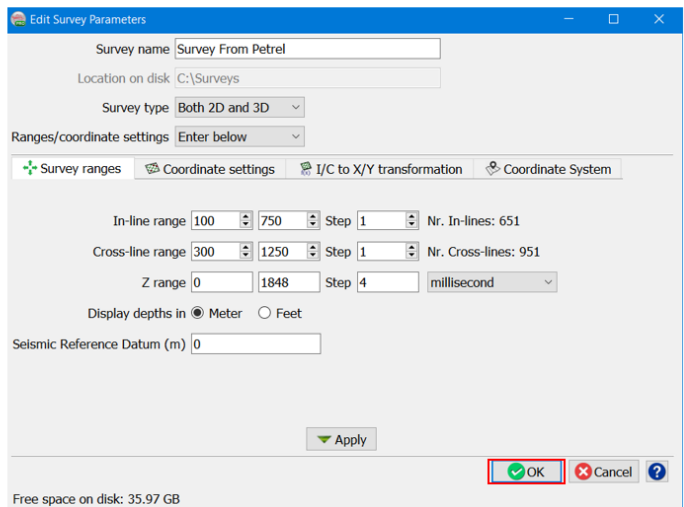 Edit Survey Parameters
Survey name Survey From Petrel
Location on disk C:\Surveys
Survey type Both 2D and 3D
Ranges/coordinate settings Enter below
Survey ranges Coordinate settings I/C to X/Y transformation Coordinate System
In-line range 100 750 Step 1 Nr. In-lines: 651
Cross-line range 300 1250 Step 1 Nr. Cross-lines: 951
Z range 0 1848 Step 4 millisecond
Display depths in Meter Feet
Seismic Reference Datum (m) 0
Apply
OK Cancel ?
Free space on disk: 35.97 GB